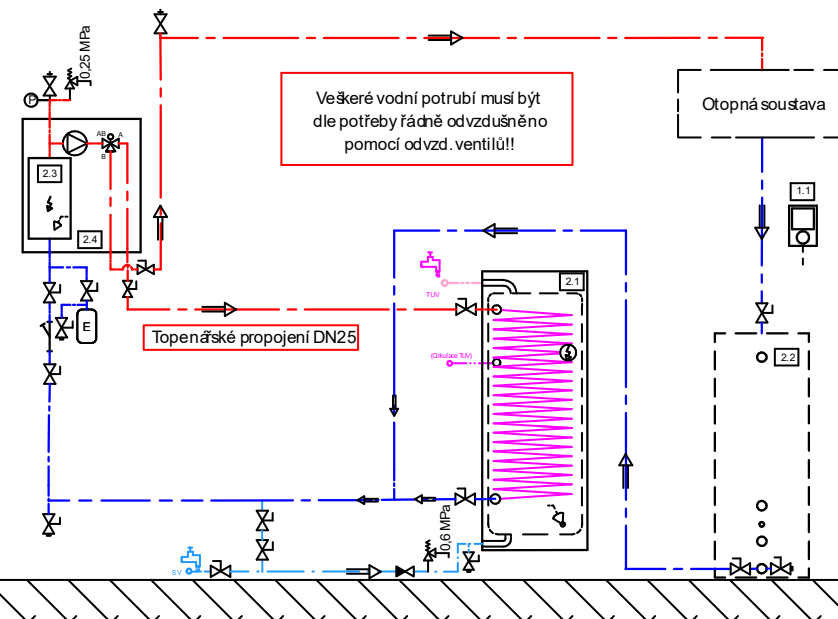 0,25 MPa
P
Veškeré vodní potrubí musí být
dle potřeby řádně odvzdušněno
pomocí odvzd. ventilů!!
Otopná soustava
AB
A
B
2.3
2.4
1.1
2.1
TUV
E
Topenářské propojení DN25
(Cirkulace TUV)
2.2
0,6 MPa
SV